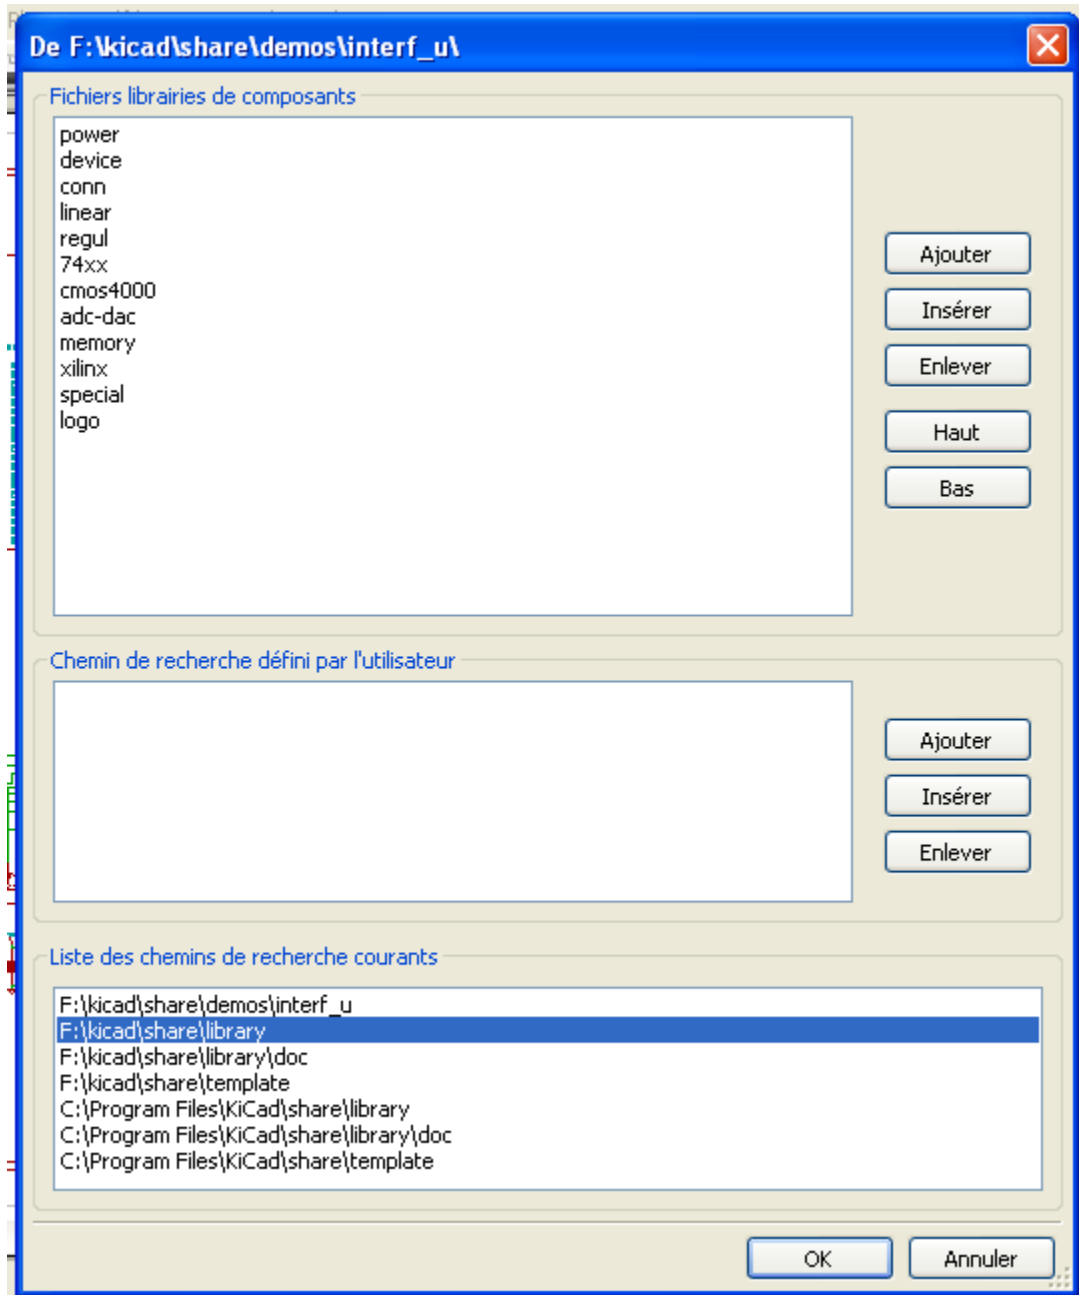 De F:\kicad\share\demos\interf_u\
Fichiers librairies de composants
power
device
conn
linear
regul
74xx
cmos4000
adc-dac
memory
xilinx
special
logo
Ajouter
Insérer
Enlever
Haut
Bas
Chemin de recherche défini par l'utilisateur
Ajouter
Insérer
Enlever
Liste des chemins de recherche courants
F:\kicad\share\demos\interf_u
F:\kicad\share\library
F:\kicad\share\library\doc
F:\kicad\share\template
C:\Program Files\KiCad\share\library
C:\Program Files\KiCad\share\library\doc
C:\Program Files\KiCad\share\template
OK
Annuler